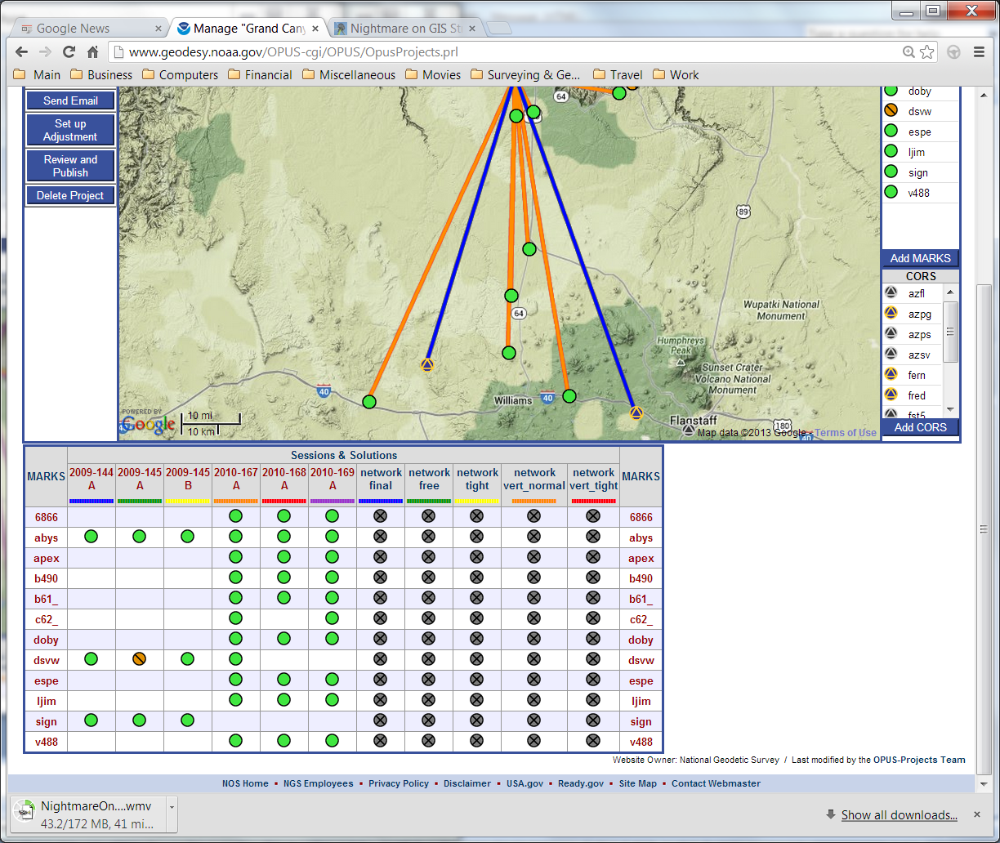 Google News
Manage "Grand Cany
Nightmare on GIS St
www.geodesy.noaa.gov/OPUS-cgi/OPUS/OpusProjects.prl
Main Business Computers Financial Miscellaneous Movies Surveying & Ge... Travel Work
Send Email
Set up
Adjustment
Review and
Publish
Delete Project
64
89
64
40
40
180
40
Wupatki National
Monument
Humphreys
Peak
Sunset Crater
Volcano National
Monument
Williams
Flagstaff
POWERED BY
Google
10 mi
10 km
Map data ©2013 Google - Terms of Use
doby
dsvw
espe
ljim
sign
v488
Add MARKS
CORS
azfl
azpg
azps
azsv
fern
fred
fst5
Add CORS
Sessions & Solutions
MARKS 2009-144 A 2009-145 A 2009-145 B 2010-167 A 2010-168 A 2010-169 A network final network free network tight network vert_normal network vert_tight MARKS
6866 6866
abys abys
apex apex
b490 b490
b61_ b61_
c62_ c62_
doby doby
dsvw dsvw
espe espe
ljim ljim
sign sign
v488 v488
Website Owner: National Geodetic Survey / Last modified by the OPUS-Projects Team
NOS Home • NGS Employees • Privacy Policy • Disclaimer • USA.gov • Ready.gov • Site Map • Contact Webmaster
NightmareOn....wmv
43.2/172 MB, 41 mi...
Show all downloads...